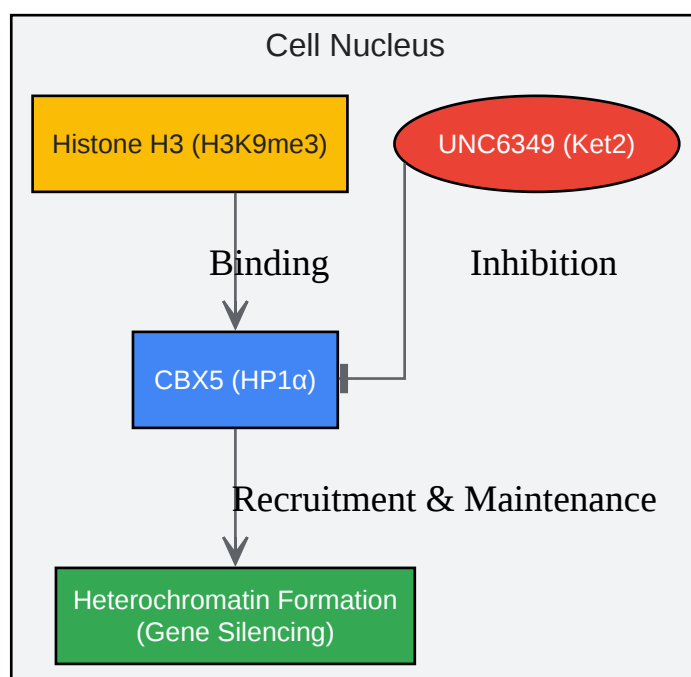 Cell Nucleus
Histone H3 (H3K9me3)
UNC6349 (Ket2)
Binding
Inhibition
CBX5 (HP1α)
Recruitment & Maintenance
Heterochromatin Formation
(Gene Silencing)